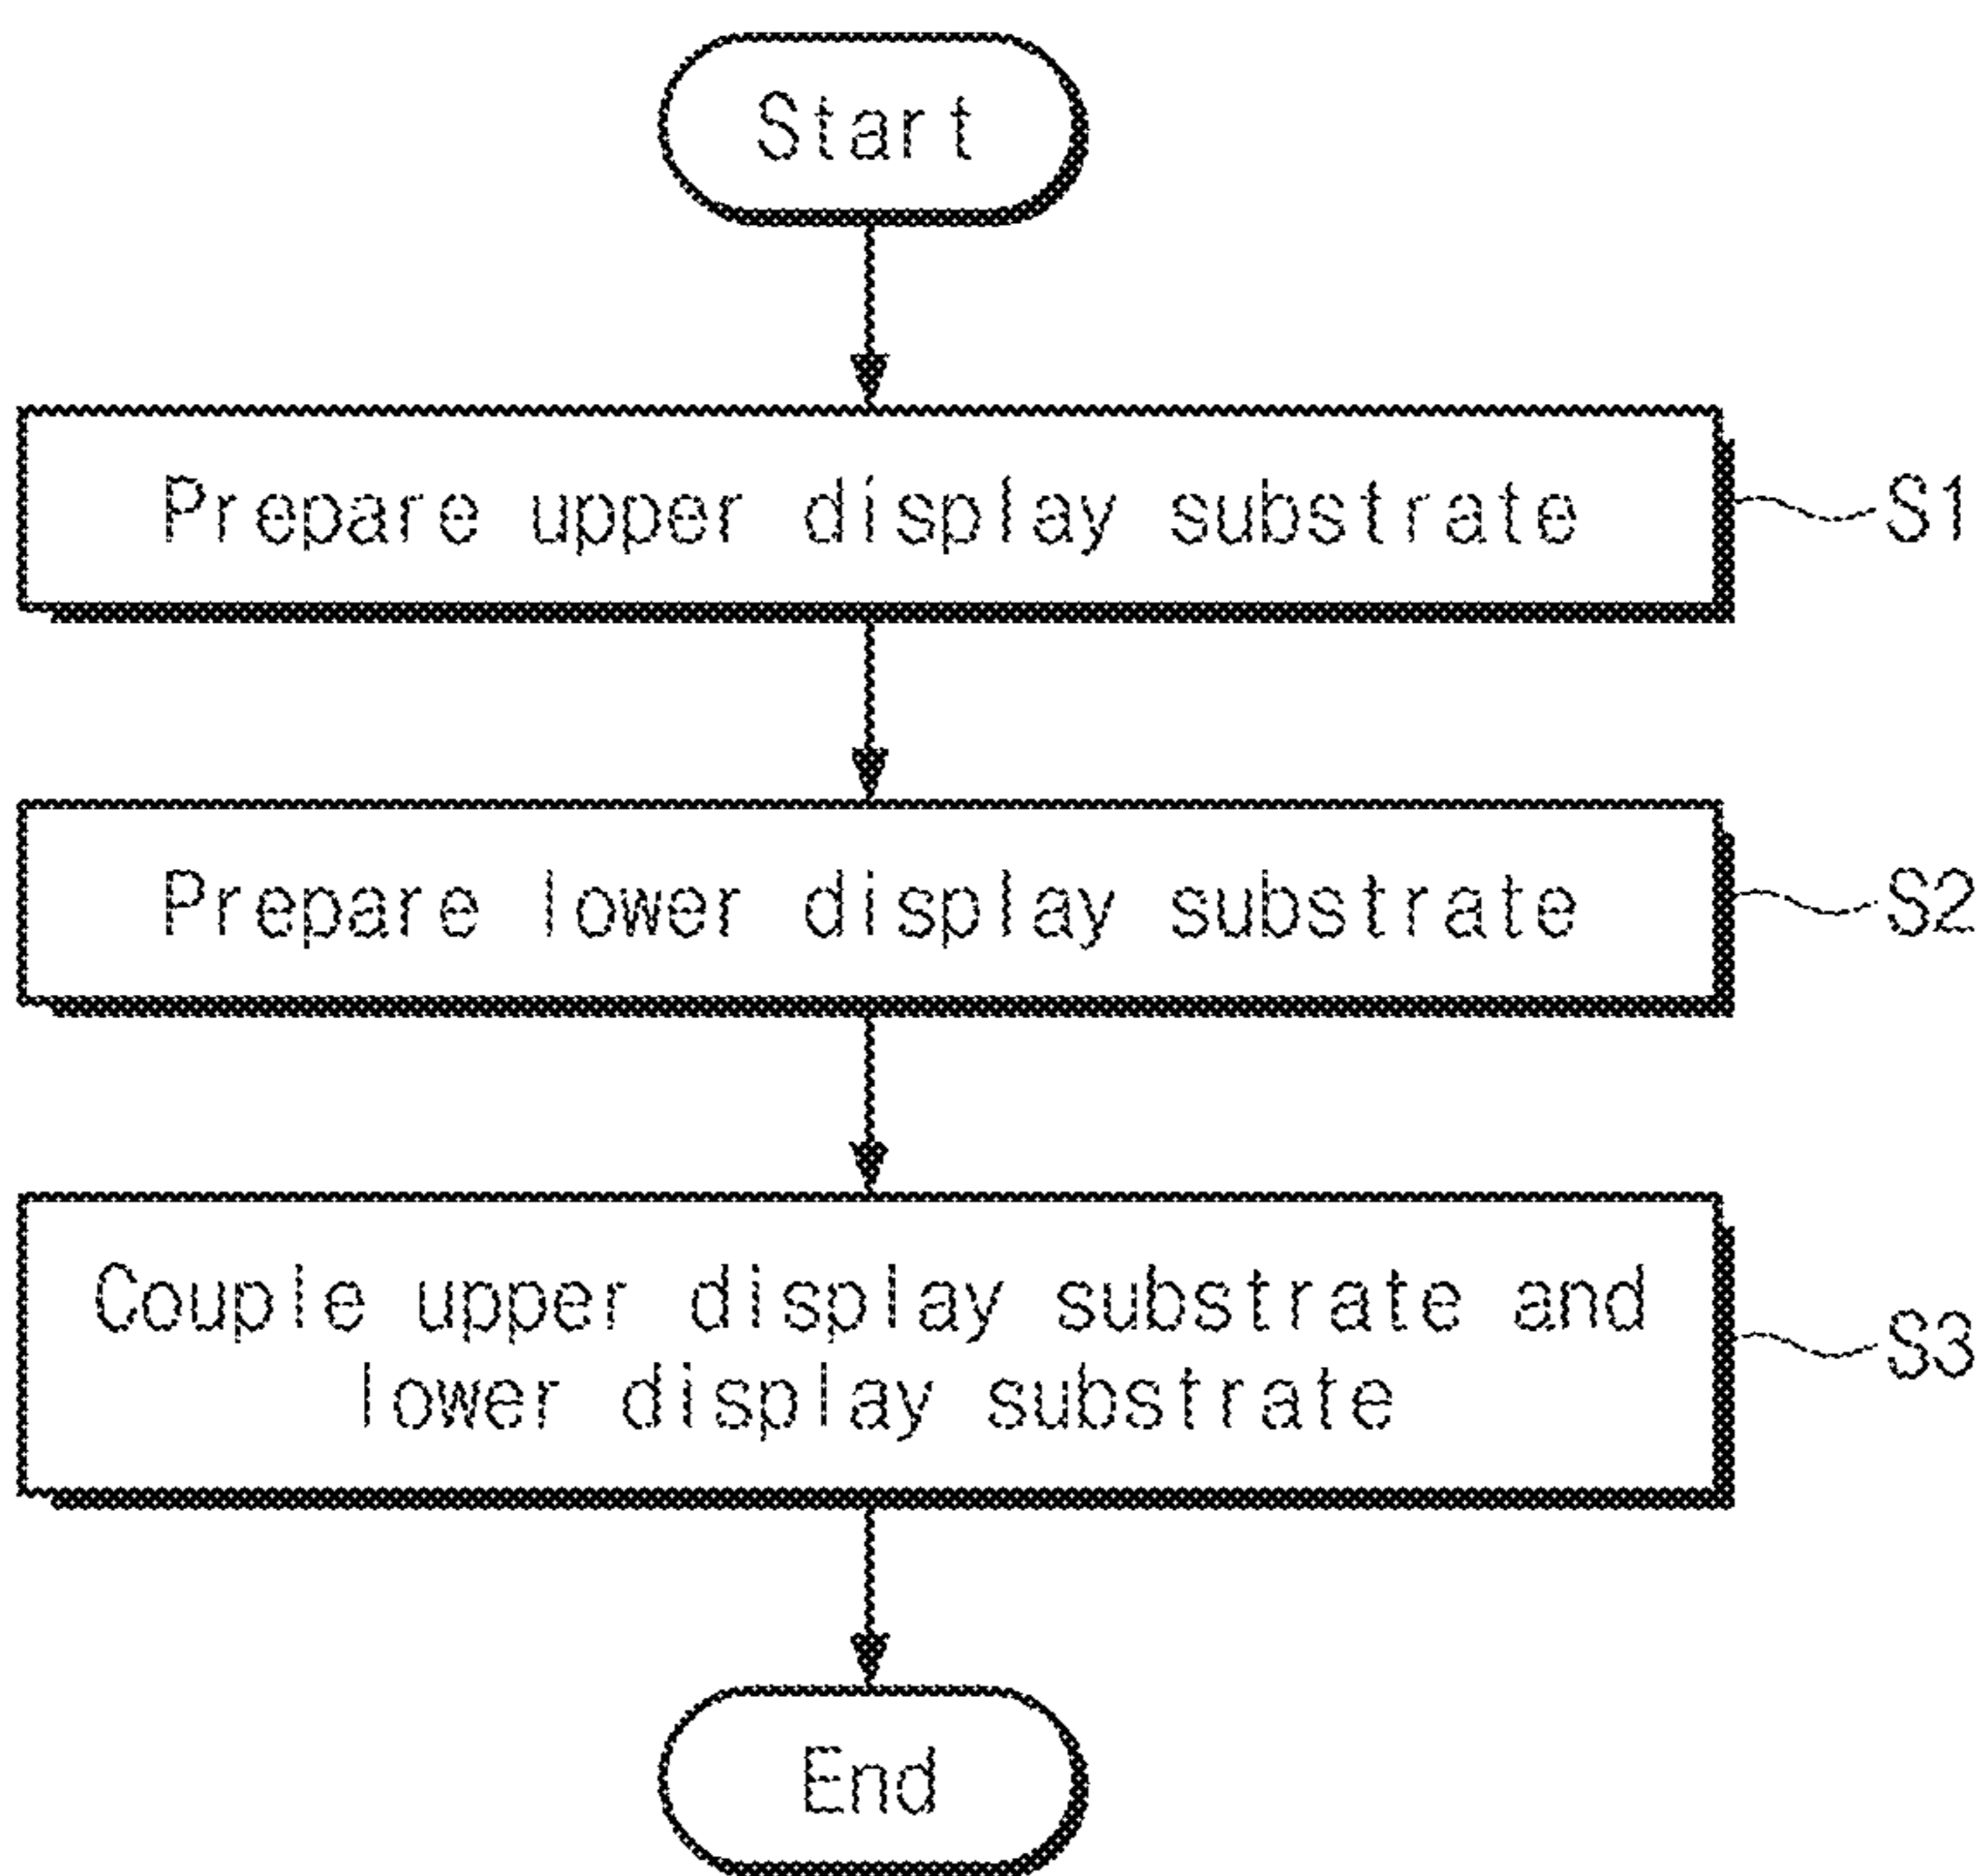 Start
Prepare upper display substrate
S1
Prepare lower display substrate
S2
Couple upper display substrate and
lower display substrate
S3
End